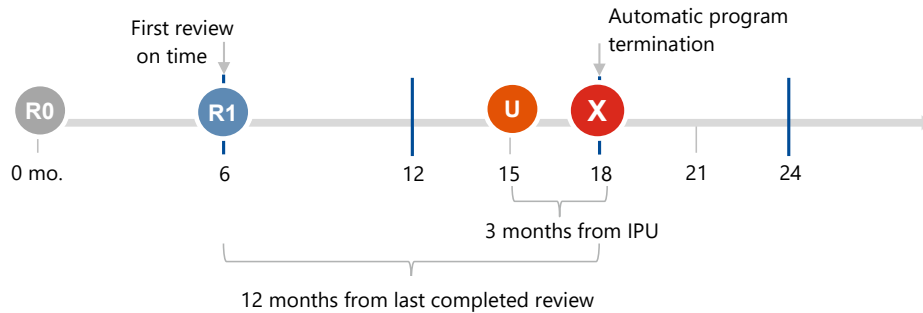 First review
on time
Automatic program
termination
R0
R1
U
X
0 mo.
6
12
15
18
21
24
3 months from IPU
12 months from last completed review